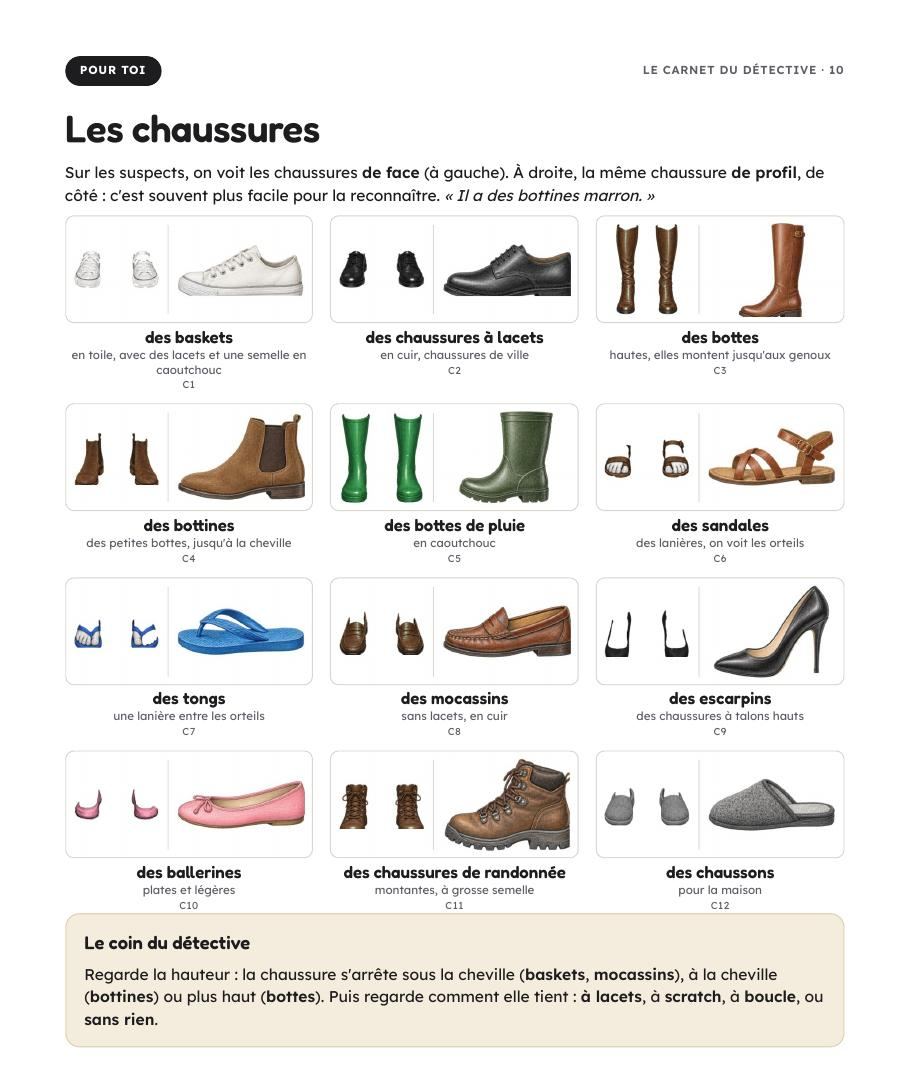 POUR TOI
LE CARNET DU DÉTECTIVE · 10
Les chaussures
Sur les suspects, on voit les chaussures de face (à gauche). À droite, la même chaussure de profil, de
côté : c'est souvent plus facile pour la reconnaître. « Il a des bottines marron. »
des baskets
en toile, avec des lacets et une semelle en
caoutchouc
C1
des chaussures à lacets
en cuir, chaussures de ville
C2
des bottes
hautes, elles montent jusqu'aux genoux
C3
des bottines
des petites bottes, jusqu'à la cheville
C4
des bottes de pluie
en caoutchouc
C5
des sandales
des lanières, on voit les orteils
C6
des tongs
une lanière entre les orteils
C7
des mocassins
sans lacets, en cuir
C8
des escarpins
des chaussures à talons hauts
C9
des ballerines
plates et légères
C10
des chaussures de randonnée
montantes, à grosse semelle
C11
des chaussons
pour la maison
C12
Le coin du détective
Regarde la hauteur : la chaussure s'arrête sous la cheville (baskets, mocassins), à la cheville
(bottines) ou plus haut (bottes). Puis regarde comment elle tient : à lacets, à scratch, à boucle, ou
sans rien.